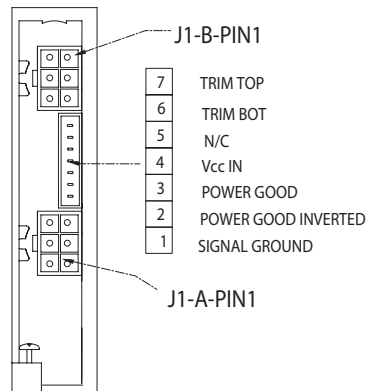 J1-B-PIN1
7 TRIM TOP
6 TRIM BOT
5 N/C
4 Vcc IN
3 POWER GOOD
2 POWER GOOD INVERTED
1 SIGNAL GROUND
J1-A-PIN1